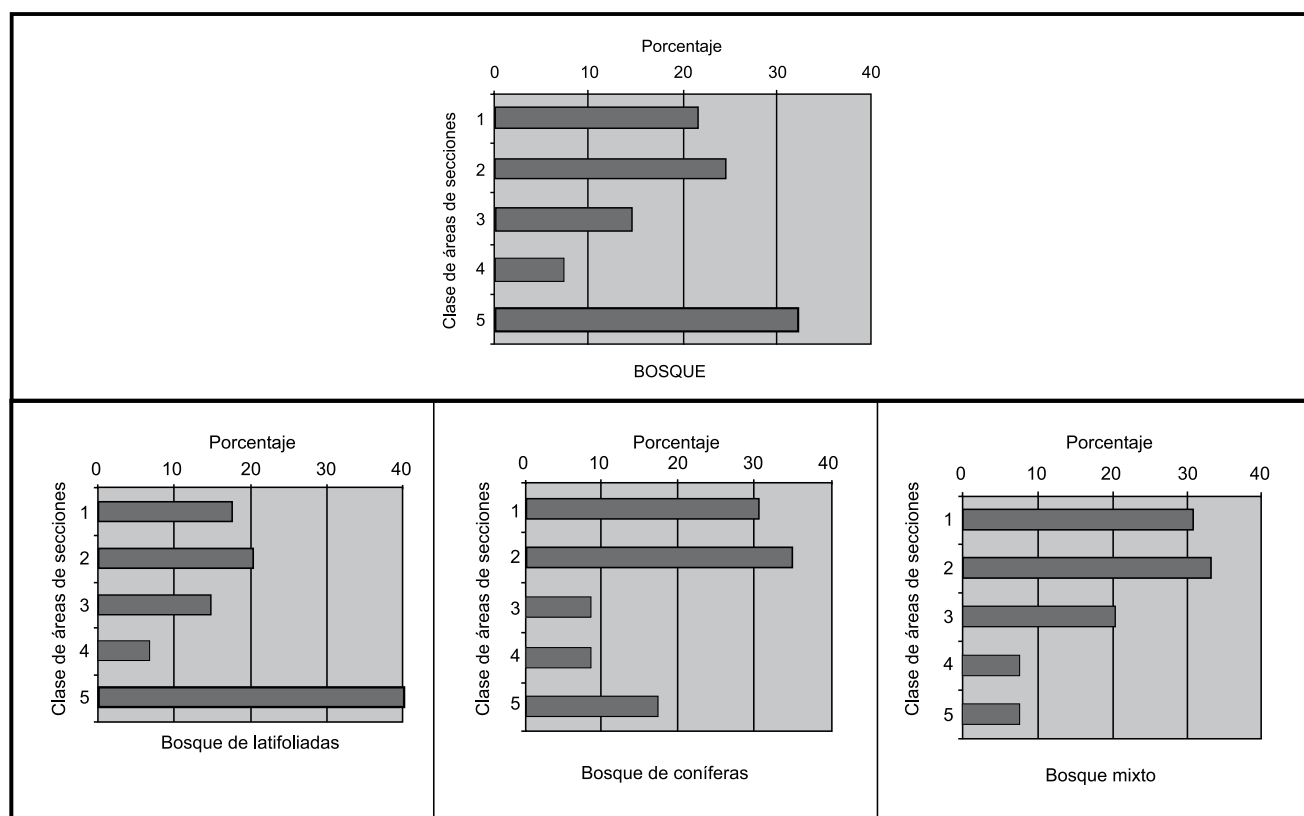 Porcentaje
0 10 20 30 40
Clase de áreas de secciones
1
2
3
4
5
BOSQUE
Porcentaje
0 10 20 30 40
Clase de áreas de secciones
1
2
3
4
5
Bosque de latifoliadas
Porcentaje
0 10 20 30 40
Clase de áreas de secciones
1
2
3
4
5
Bosque de coníferas
Porcentaje
0 10 20 30 40
Clase de áreas de secciones
1
2
3
4
5
Bosque mixto